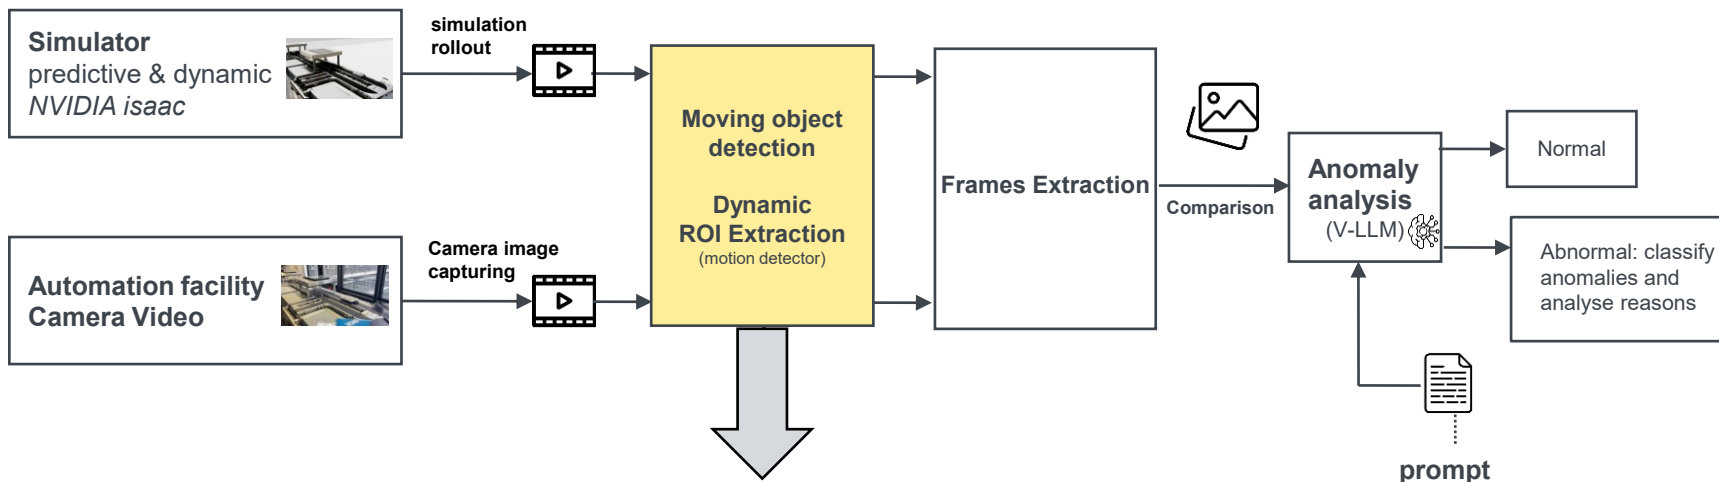 Simulator
predictive & dynamic
NVIDIA isaac
simulation
rollout
Automation facility
Camera Video
Camera image
capturing
Moving object
detection
Dynamic
ROI Extraction
(motion detector)
Frames Extraction
Comparison
Anomaly
analysis
(V-LLM)
Normal
Abnormal: classify
anomalies and
analyse reasons
prompt